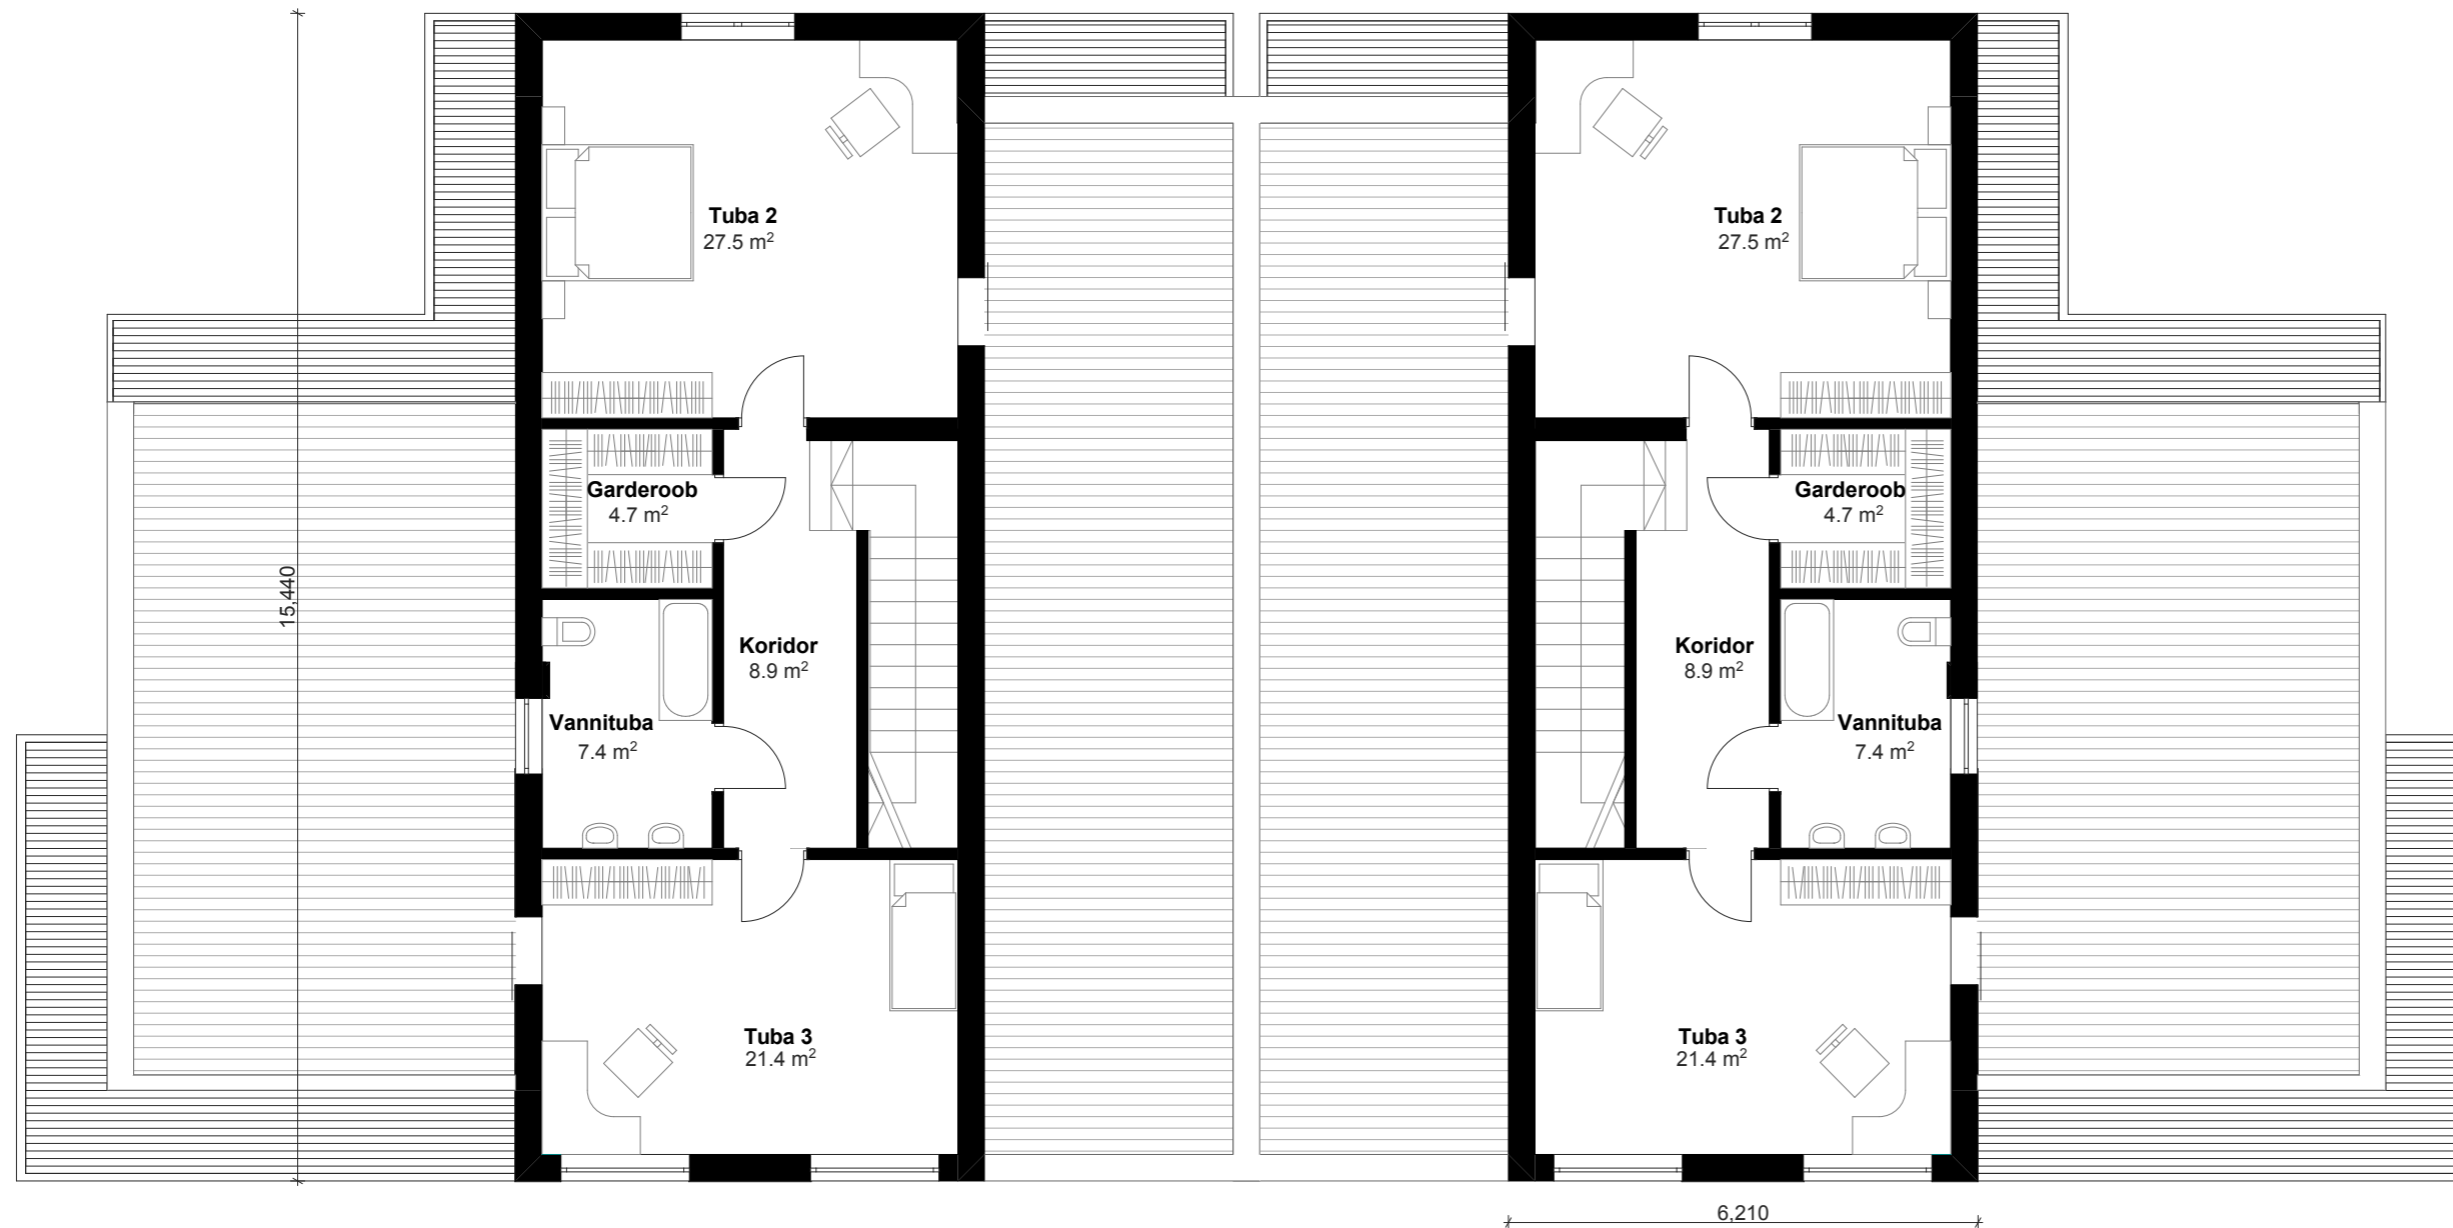 Tuba 2
27.5 m²
Tuba 2
27.5 m²
Garderoob
4.7 m²
Garderoob
4.7 m²
15,440
Koridor
8.9 m²
Koridor
8.9 m²
Vannituba
7.4 m²
Vannituba
7.4 m²
Tuba 3
21.4 m²
Tuba 3
21.4 m²
6,210